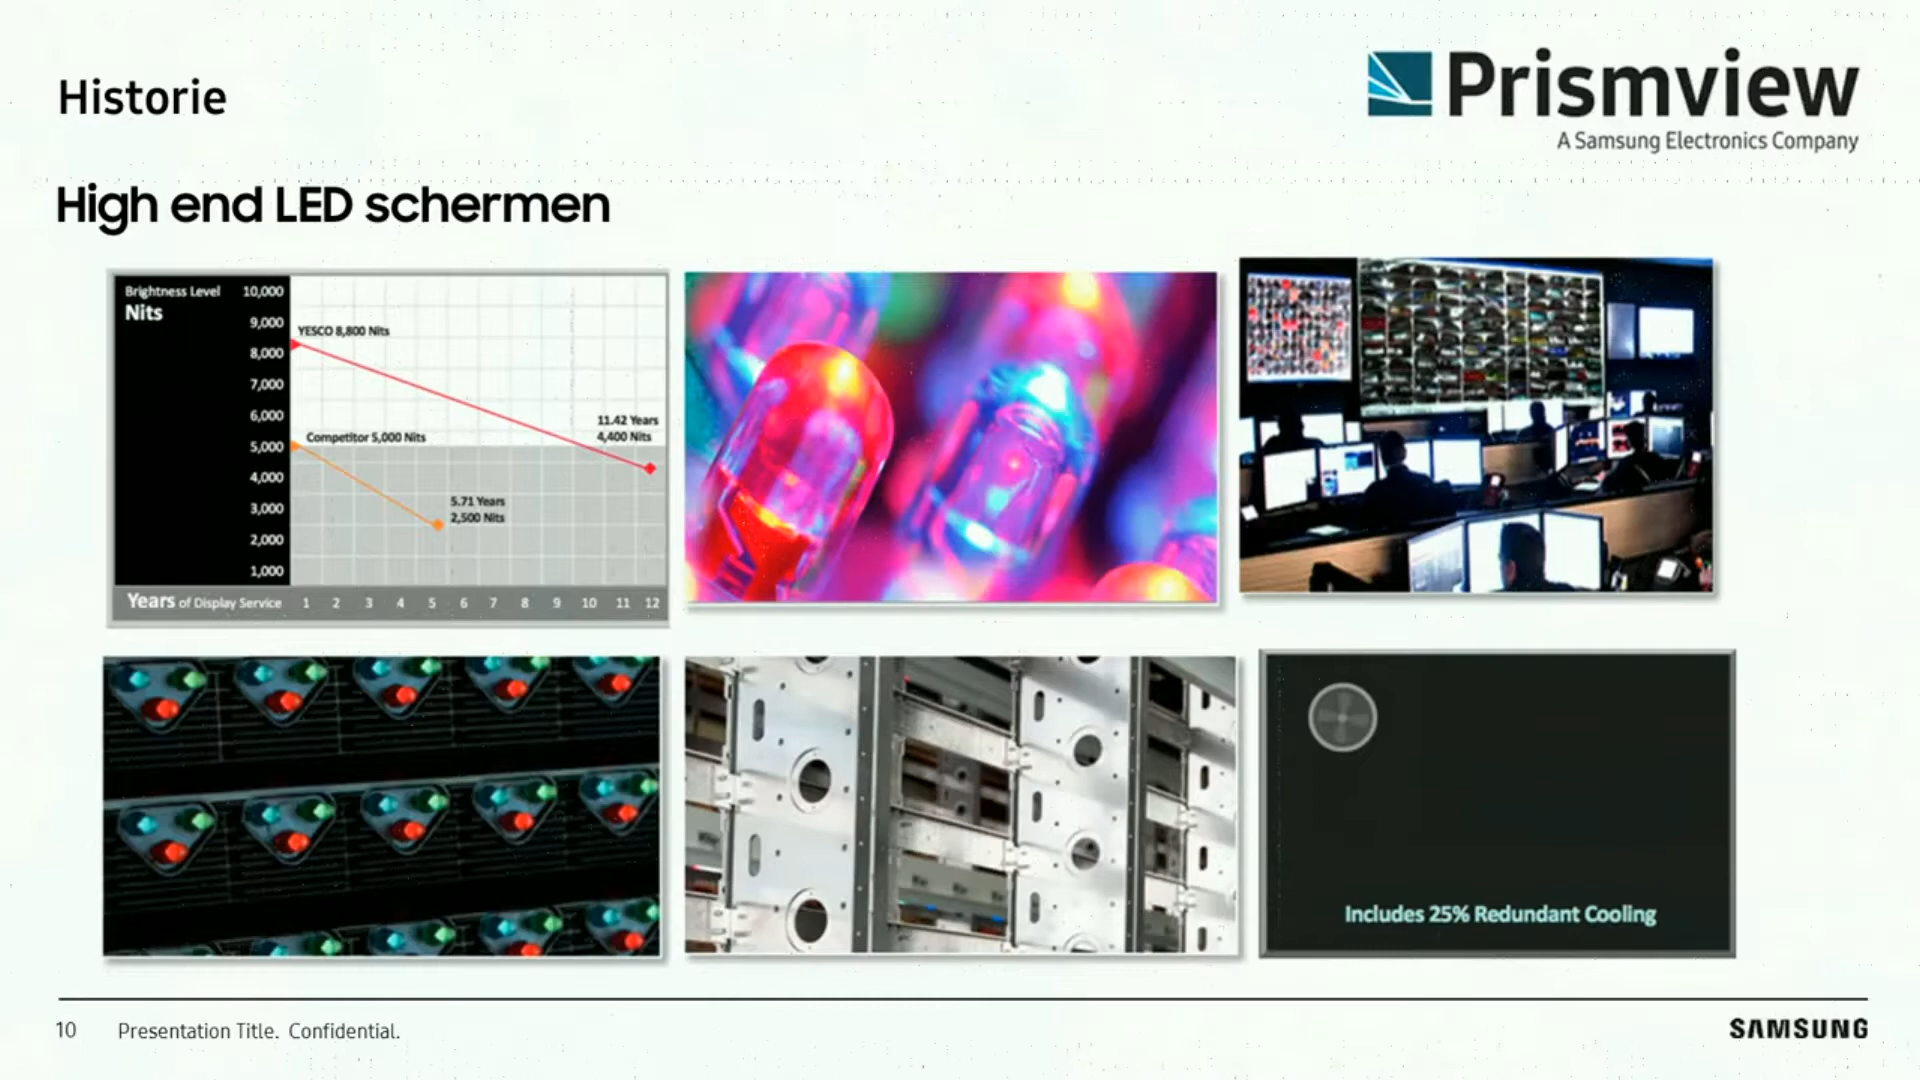 Historie
Prismview
A Samsung Electronics Company
High end LED schermen
Brightness Level
Nits
10,000
9,000
8,000
7,000
6,000
5,000
4,000
3,000
2,000
1,000
YESCO 8,800 Nits
11.42 Years
4,400 Nits
Competitor 5,000 Nits
5.71 Years
2,500 Nits
Years of Display Service 1 2 3 4 5 6 7 8 9 10 11 12
Includes 25% Redundant Cooling
10 Presentation Title. Confidential.
SAMSUNG